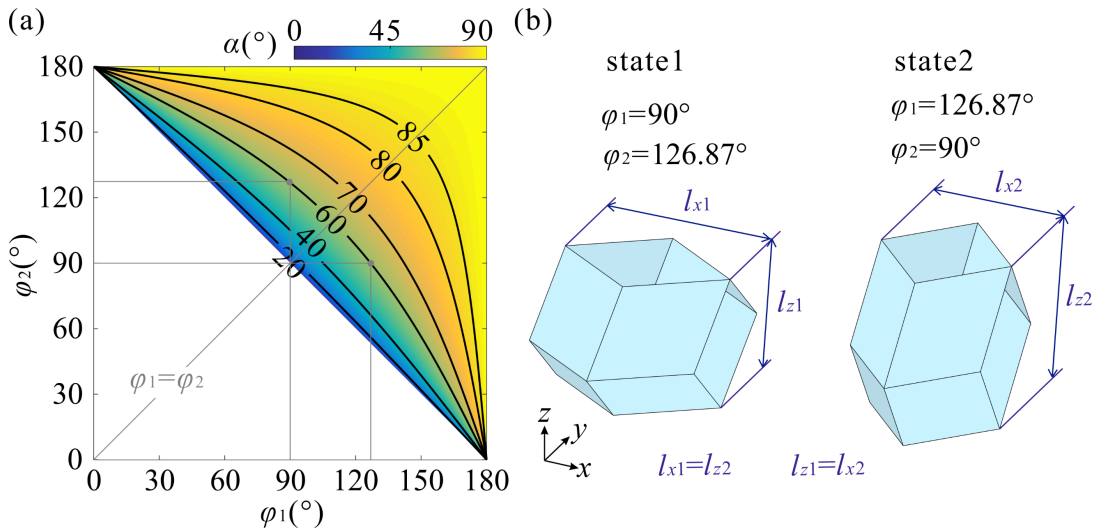 (a)
α(°)
0
45
90
180
150
120
90
60
30
0
φ₂(°)
85
80
70
60
40
20
φ₁=φ₂
0
30
60
90
120
150
180
φ₁(°)
(b)
state1
φ₁=90°
φ₂=126.87°
state2
φ₁=126.87°
φ₂=90°
lx1
lz1
lx2
lz2
z
y
x
lx1=lz2
lz1=lx2